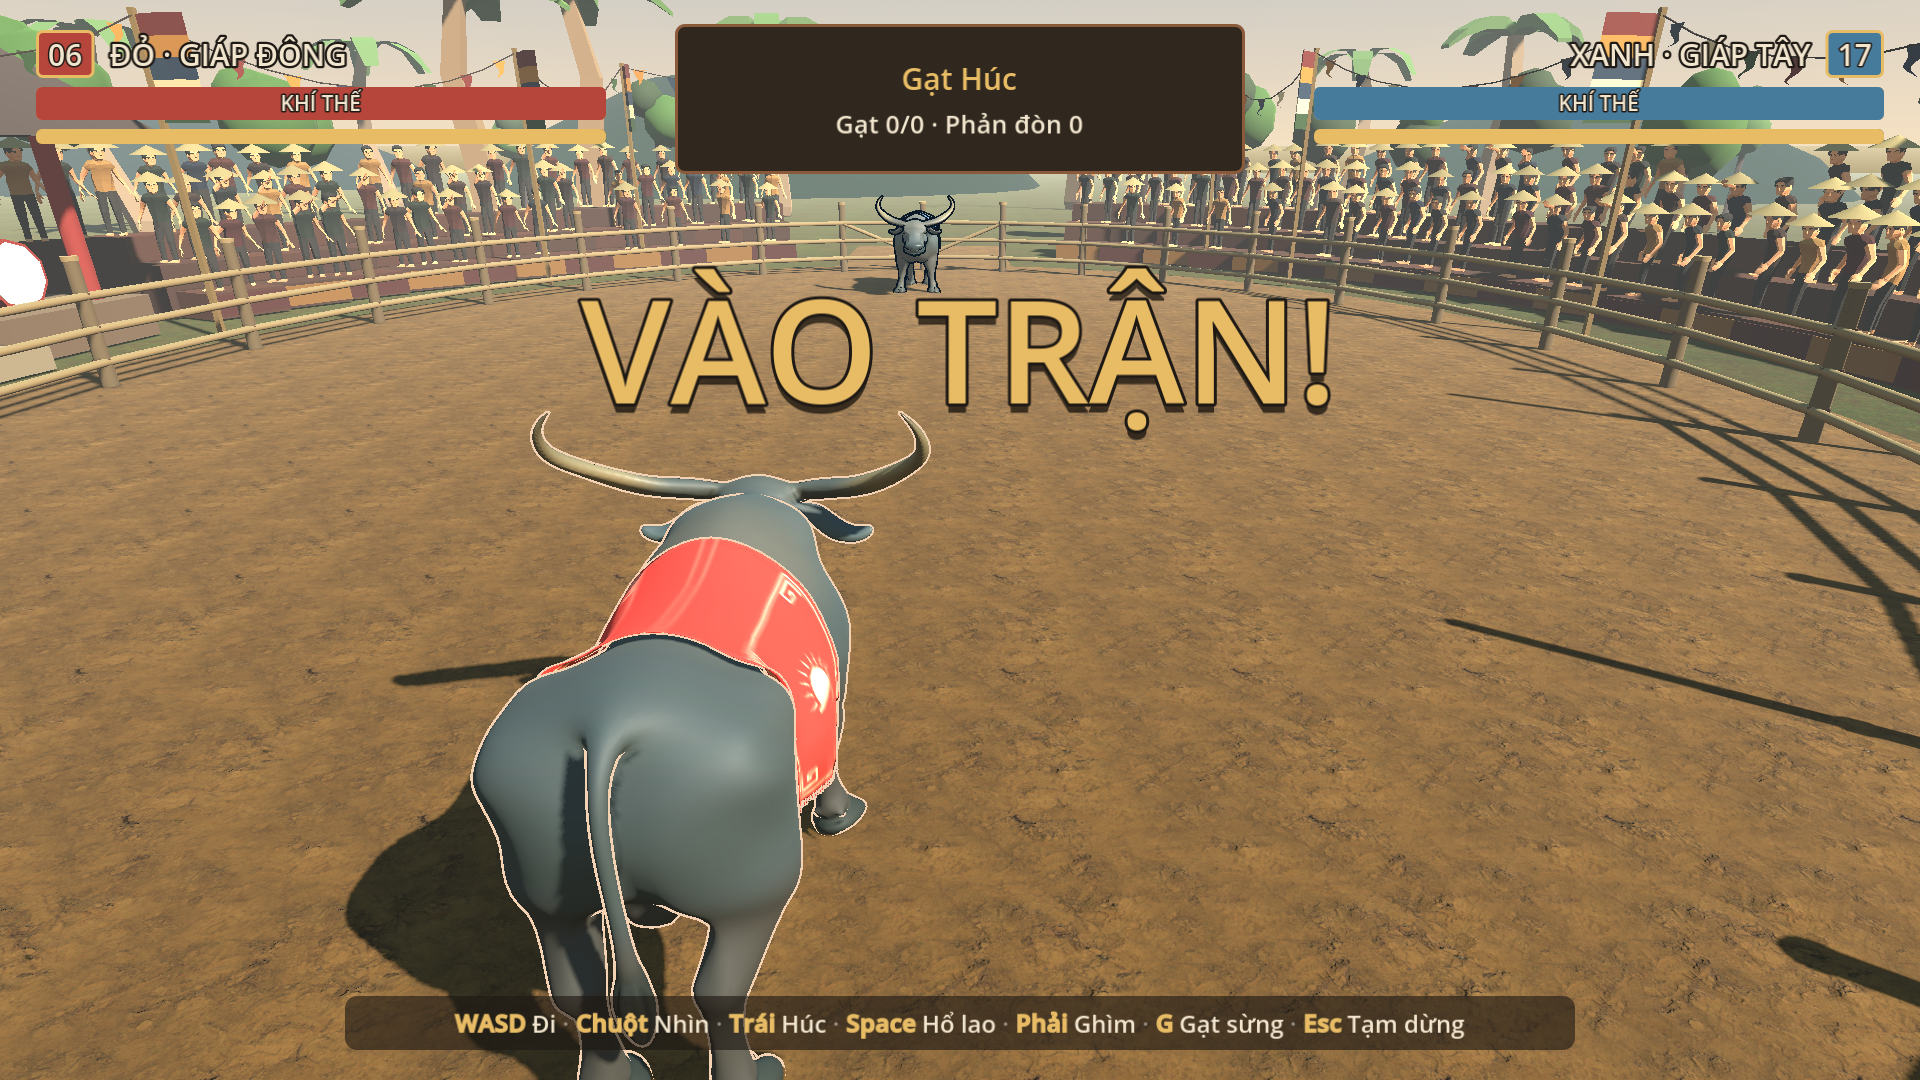 06 ĐỎ · GIÁP ĐÔNG
KHÍ THẾ
Gạt Húc
Gạt 0/0 · Phản đòn 0
XANH · GIÁP TÂY 17
KHÍ THẾ
VÀO TRẬN!
WASD Đi · Chuột Nhìn · Trái Húc · Space Hổ lao · Phải Ghìm · G Gạt sừng · Esc Tạm dừng